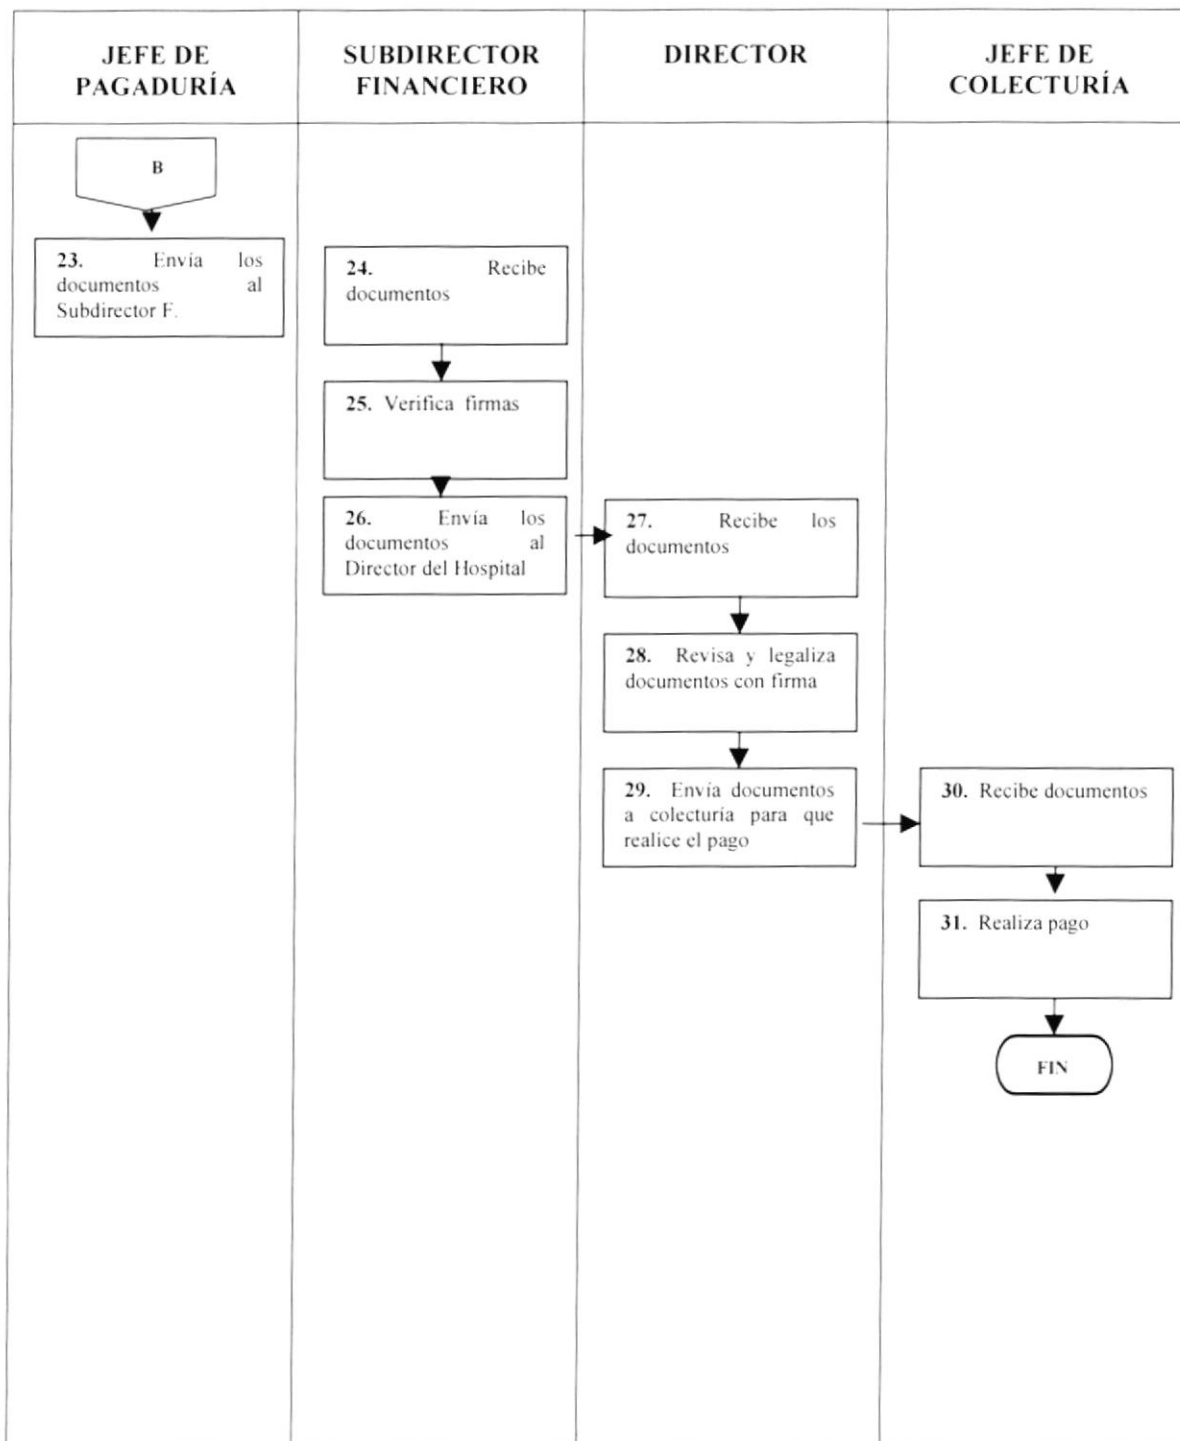 JEFE DE
PAGADURÍA
SUBDIRECTOR
FINANCIERO
DIRECTOR
JEFE DE
COLECTURÍA
B
23. Envía los
documentos al
Subdirector F.
24. Recibe
documentos
25. Verifica firmas
26. Envía los
documentos al
Director del Hospital
27. Recibe los
documentos
28. Revisa y legaliza
documentos con firma
29. Envía documentos
a colecturía para que
realice el pago
30. Recibe documentos
31. Realiza pago
FIN